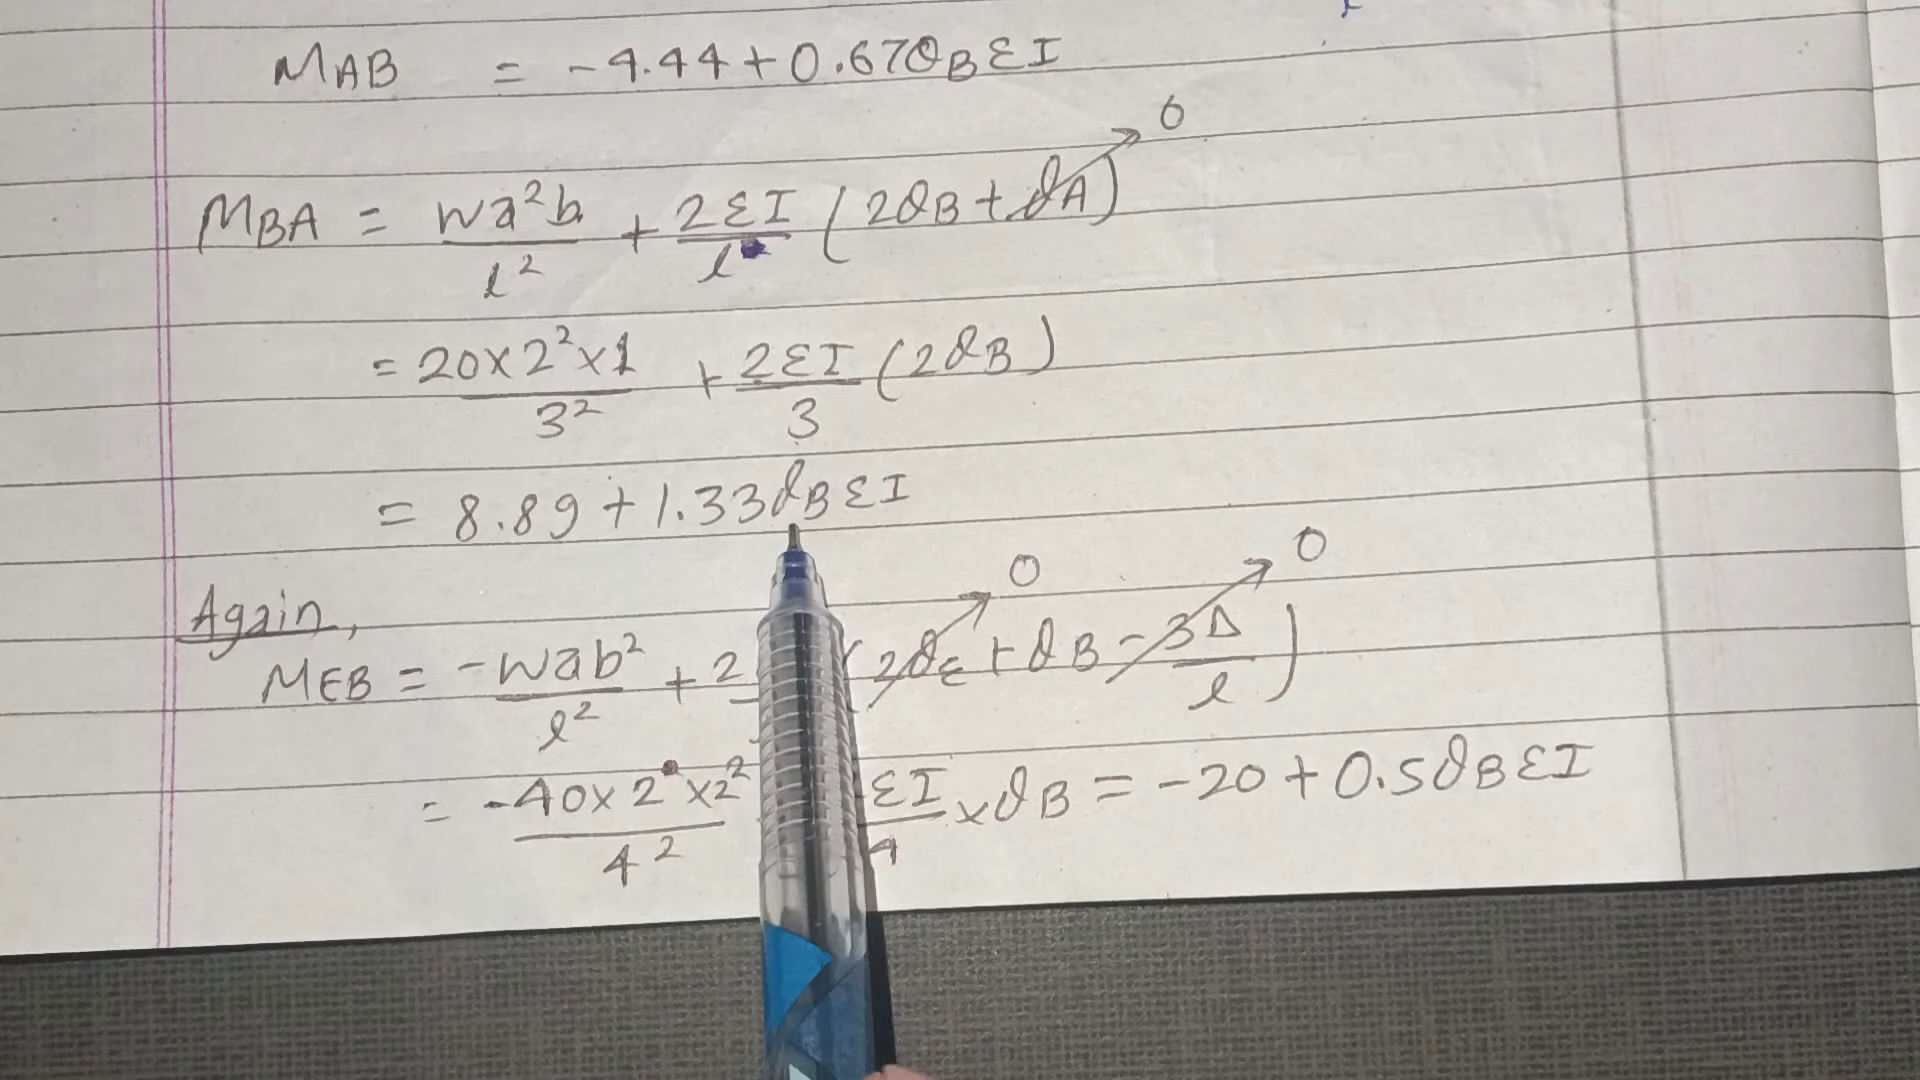 MAB = -4.44 + 0.67θBEI
0
MBA = wa²b / l² + 2EI / l (2θB + θA)
= 20×2²×1 / 3² + 2EI / 3 (2θB)
= 8.89 + 1.33θBEI
0 0
Again,
MEB = -wab² / l² + 2 (2θE + θB - 3Δ / l)
= -40×2×2² / 4² EI / 4 × θB = -20 + 0.5θBEI